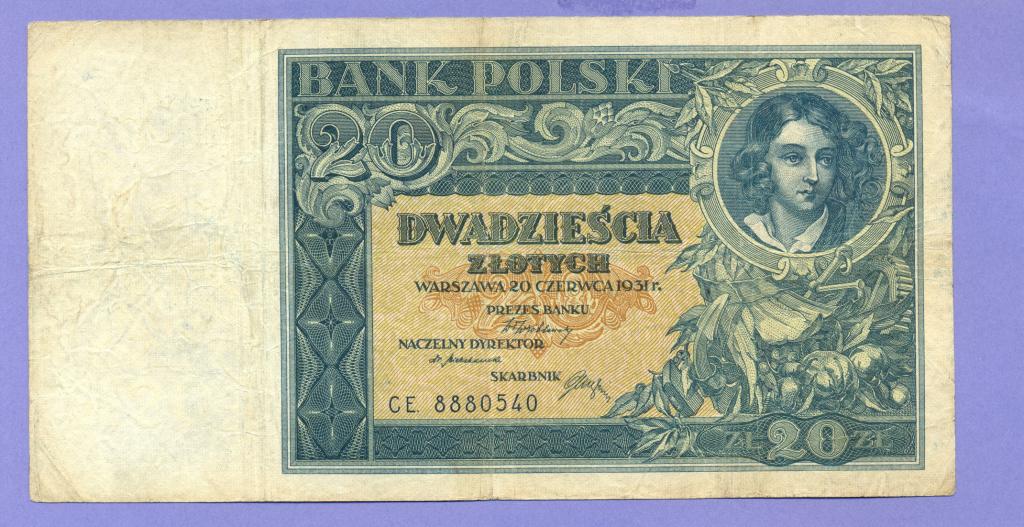 BANK POLSKI
20
DWADZIEŚCIA
ZŁOTYCH
WARSZAWA 20 CZERWCA 1931 r.
PREZES BANKU
NACZELNY DYREKTOR
SKARBNIK
CE. 8880540
ZŁ 20 ZŁ